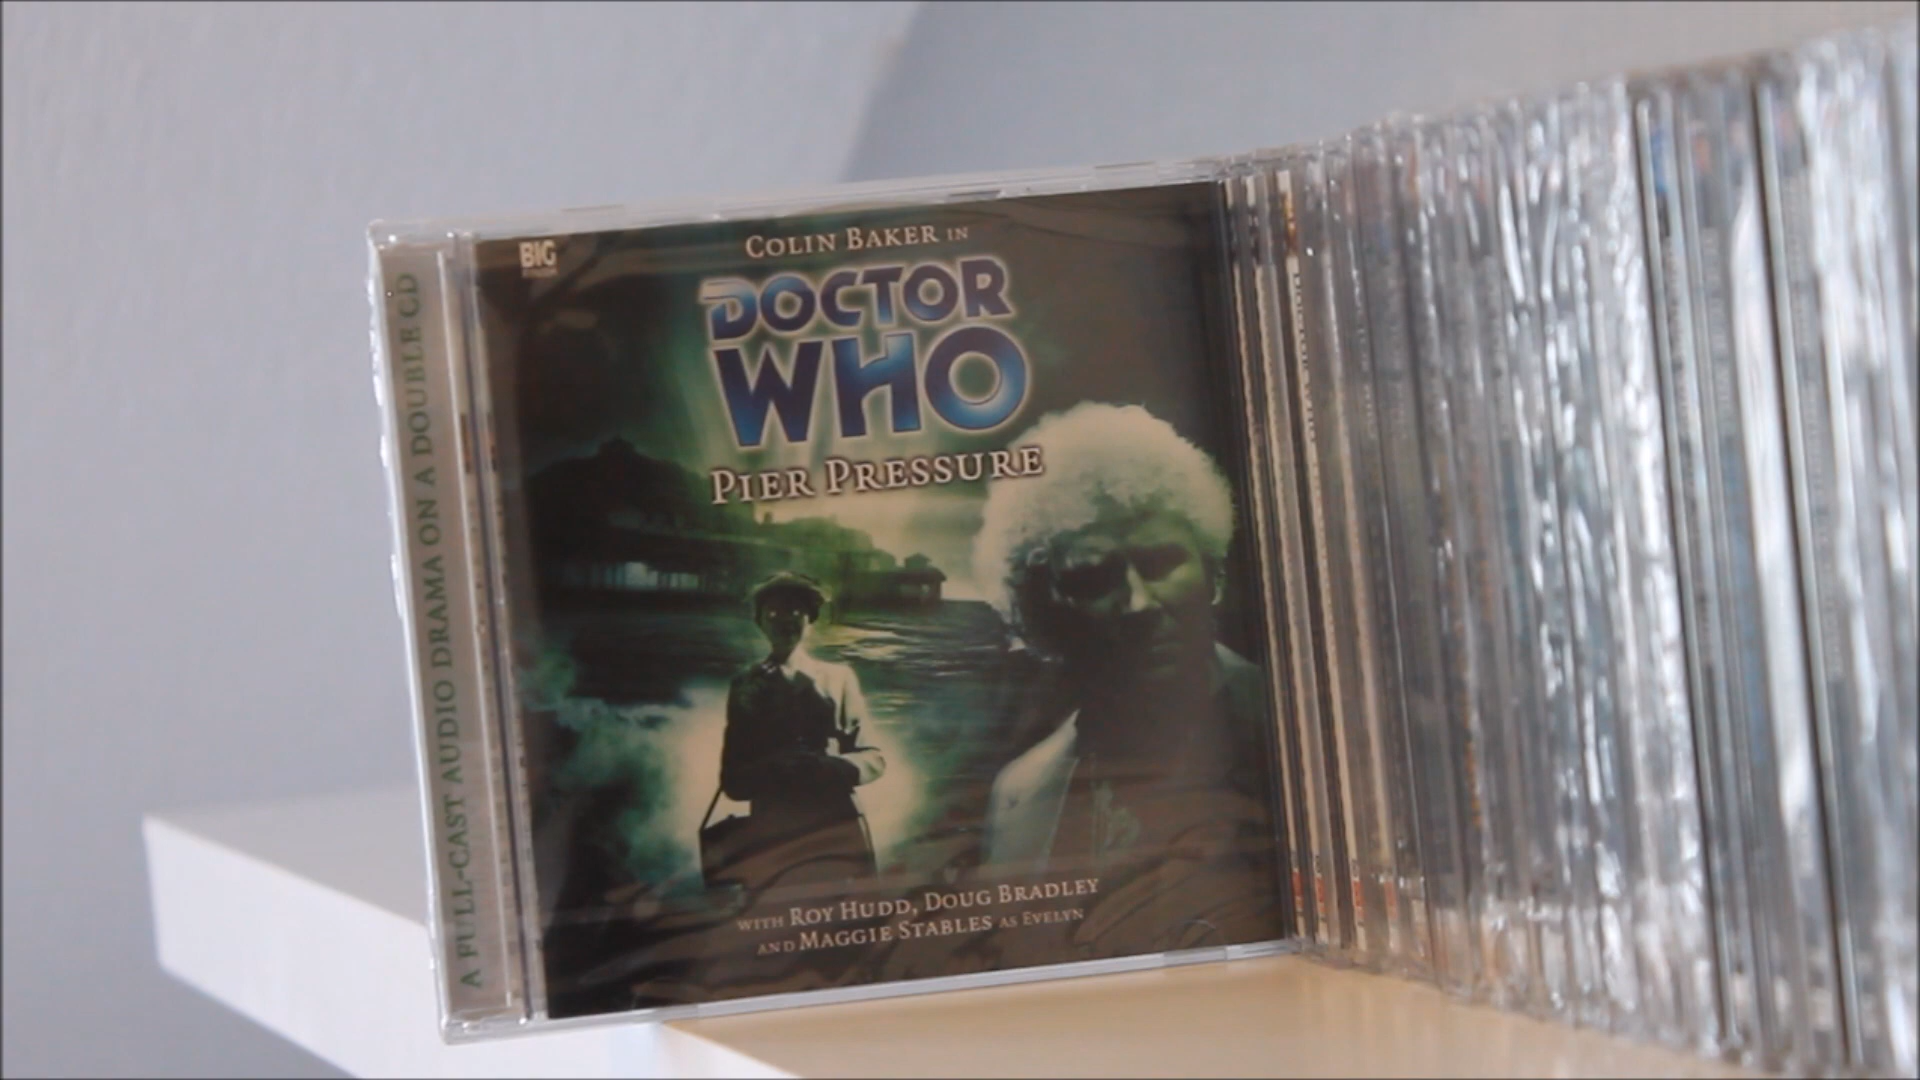 A FULL-CAST AUDIO DRAMA ON A DOUBLE CD
BIG
COLIN BAKER IN
DOCTOR
WHO
PIER PRESSURE
WITH ROY HUDD, DOUG BRADLEY
AND MAGGIE STABLES AS EVELYN